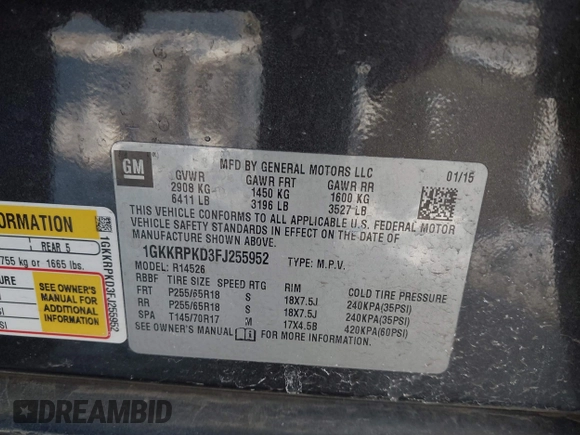 GM
MFD BY GENERAL MOTORS LLC
01/15
GVWR GAWR FRT GAWR RR
2908 KG 1450 KG 1600 KG
6411 LB 3196 LB 3527 LB
THIS VEHICLE CONFORMS TO ALL APPLICABLE U.S. FEDERAL MOTOR
VEHICLE SAFETY STANDARDS IN EFFECT ON THE DATE OF
MANUFACTURE SHOWN ABOVE.
1GKKRPKD3FJ255952 TYPE: M.P.V.
MODEL: R14526
RBBF TIRE SIZE SPEED RTG RIM COLD TIRE PRESSURE
FRT P255/65R18 S 18X7.5J 240KPA(35PSI)
RR P255/65R18 S 18X7.5J 240KPA(35PSI)
SPA T145/70R17 M 17X4.5B 420KPA(60PSI)
SEE OWNER'S MANUAL FOR MORE INFORMATION.
FORMATION
REAR 5
755 kg or 1665 lbs.
SEE OWNER'S
MANUAL FOR
ADDITIONAL
INFORMATION
1GKKRPKD3FJ255952
DREAMBID